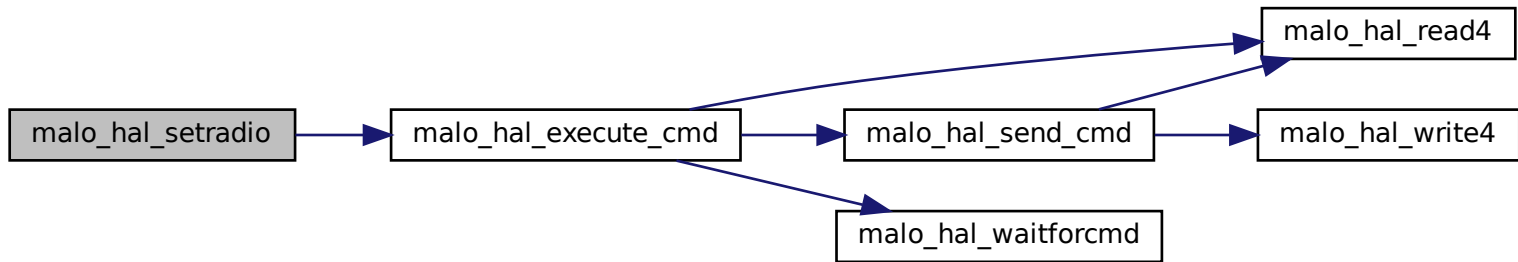 malo_hal_read4
malo_hal_setradio
malo_hal_execute_cmd
malo_hal_send_cmd
malo_hal_write4
malo_hal_waitforcmd